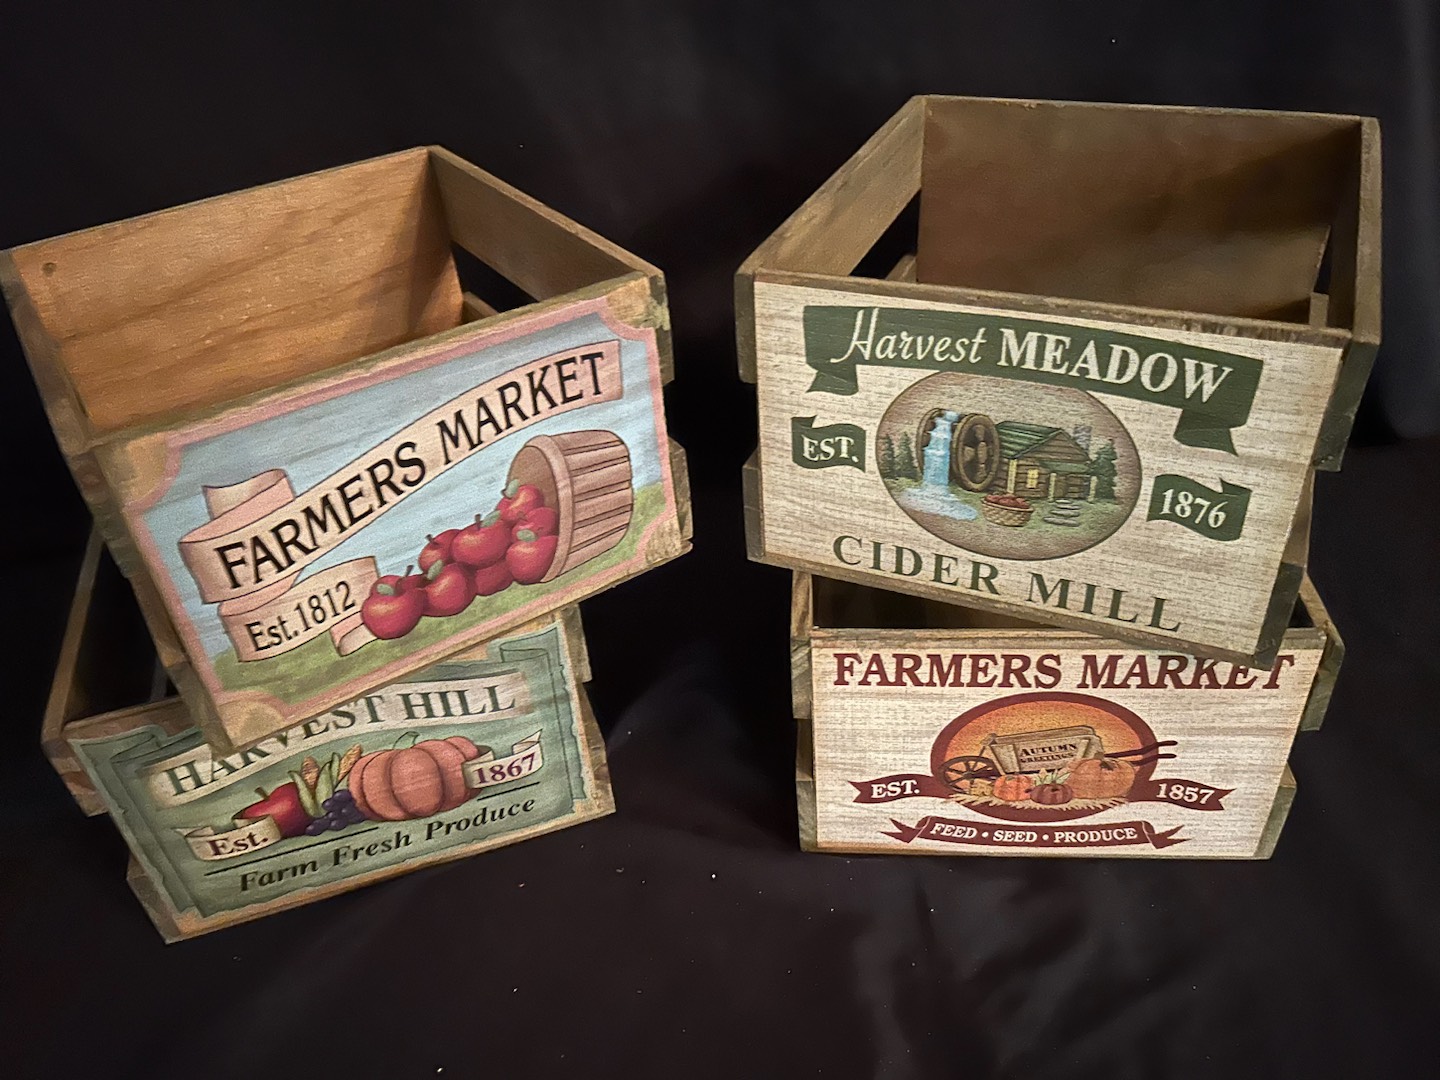 FARMERS MARKET
Est. 1812
HARVEST HILL
Est. 1867
Farm Fresh Produce
Harvest MEADOW
EST. 1876
CIDER MILL
FARMERS MARKET
AUTUMN
GREETINGS
EST. 1857
FEED • SEED • PRODUCE